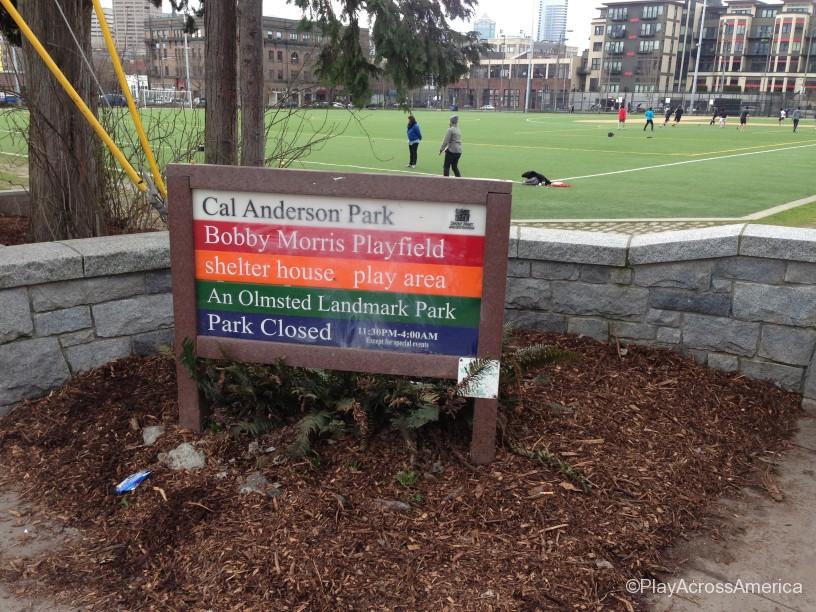 Cal Anderson Park
Bobby Morris Playfield
shelter house play area
An Olmsted Landmark Park
Park Closed 11:30PM-4:00AM
Except for special events
©PlayAcrossAmerica